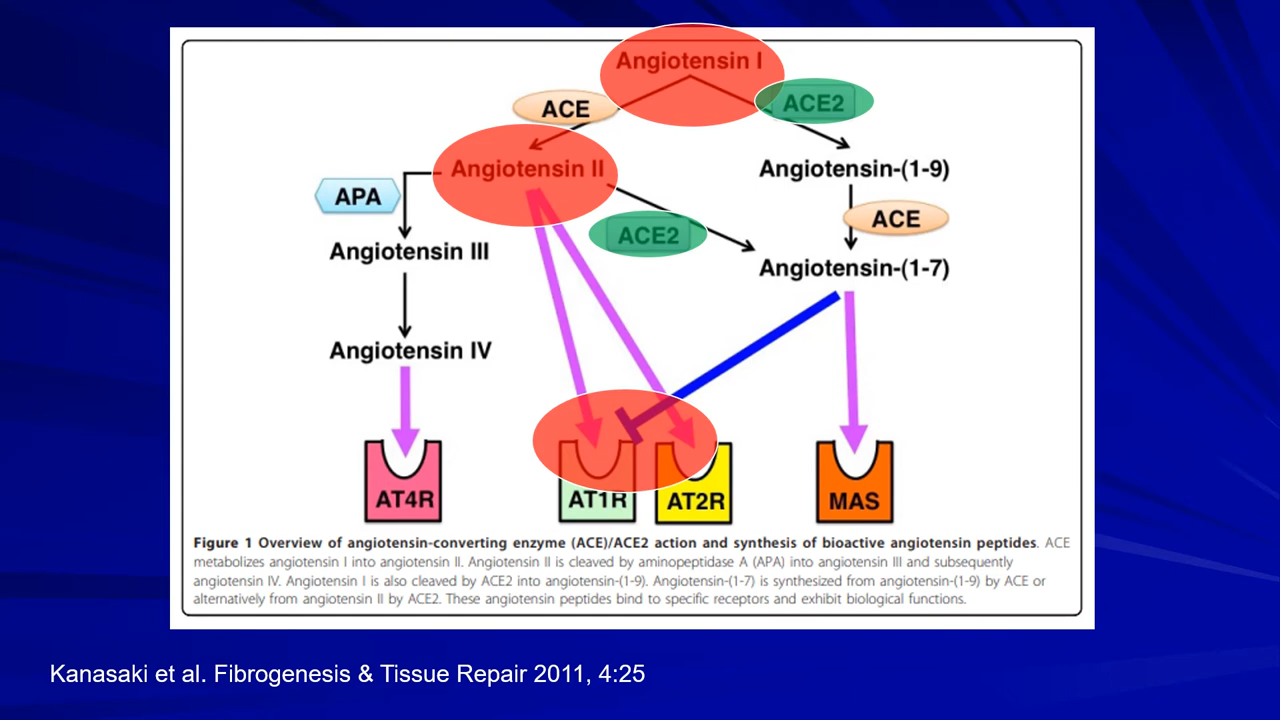 Angiotensin I
ACE
ACE2
Angiotensin II
Angiotensin-(1-9)
APA
ACE
ACE2
Angiotensin III
Angiotensin-(1-7)
Angiotensin IV
AT4R
AT1R
AT2R
MAS
Figure 1 Overview of angiotensin-converting enzyme (ACE)/ACE2 action and synthesis of bioactive angiotensin peptides. ACE
metabolizes angiotensin I into angiotensin II. Angiotensin II is cleaved by aminopeptidase A (APA) into angiotensin III and subsequently
angiotensin IV. Angiotensin I is also cleaved by ACE2 into angiotensin-(1-9). Angiotensin-(1-7) is synthesized from angiotensin-(1-9) by ACE or
alternatively from angiotensin II by ACE2. These angiotensin peptides bind to specific receptors and exhibit biological functions.
Kanasaki et al. Fibrogenesis & Tissue Repair 2011, 4:25